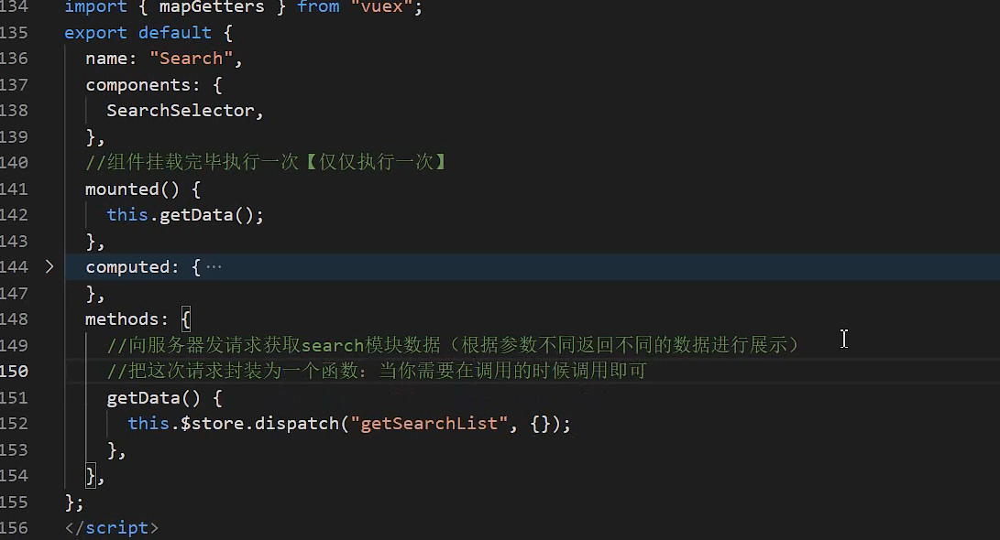 134 import { mapGetters } from "vuex";
135 export default {
136 name: "Search",
137 components: {
138 SearchSelector,
139 },
140 //组件挂载完毕执行一次【仅仅执行一次】
141 mounted() {
142 this.getData();
143 },
144 computed: { ···
147 },
148 methods: {
149 //向服务器发请求获取search模块数据（根据参数不同返回不同的数据进行展示）
150 //把这次请求封装为一个函数：当你需要在调用的时候调用即可
151 getData() {
152 this.$store.dispatch("getSearchList", {});
153 },
154 },
155 };
156 </script>